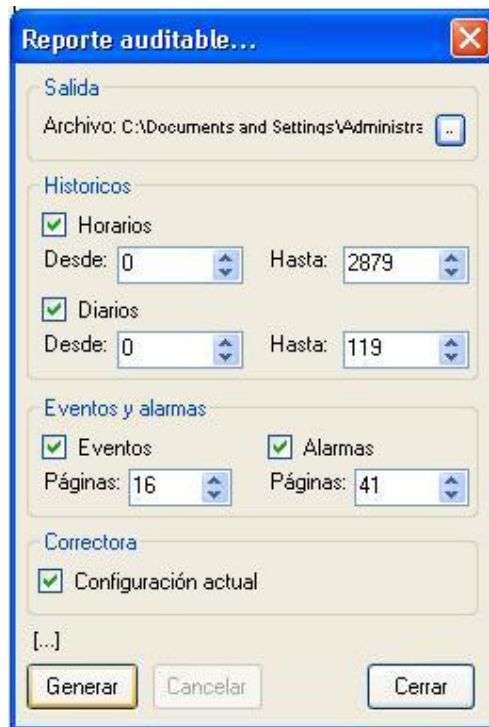 Reporte auditable...
Salida
Archivo: C:\Documents and Settings\Administra ..
Historicos
Horarios
Desde: 0 Hasta: 2879
Diarios
Desde: 0 Hasta: 119
Eventos y alarmas
Eventos Alarmas
Páginas: 16 Páginas: 41
Correctora
Configuración actual
[...]
Generar Cancelar Cerrar